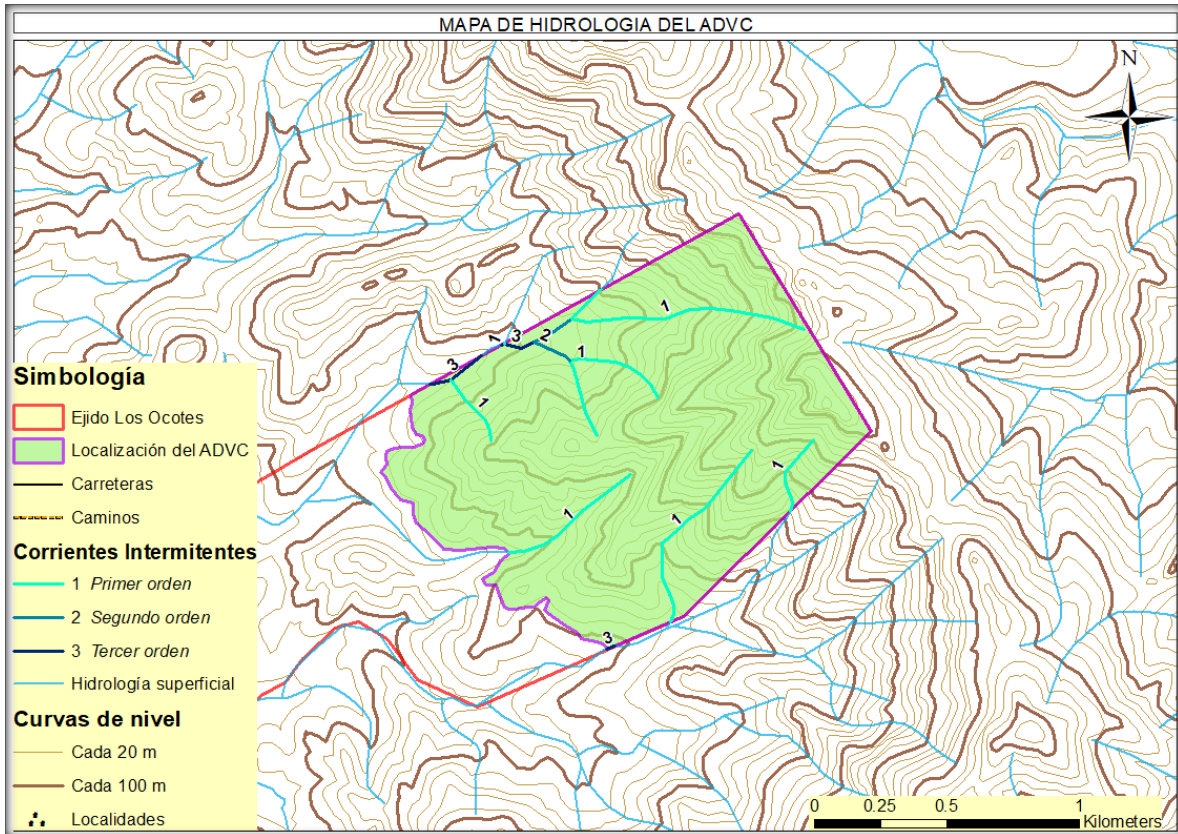 MAPA DE HIDROLOGIA DEL ADVC
N
1
3
2
1
1
3
1
1
1
1
3
Simbología
Ejido Los Ocotes
Localización del ADVC
Carreteras
Caminos
Corrientes Intermitentes
1 Primer orden
2 Segundo orden
3 Tercer orden
Hidrología superficial
Curvas de nivel
Cada 20 m
Cada 100 m
Localidades
0 0.25 0.5 1
Kilometers